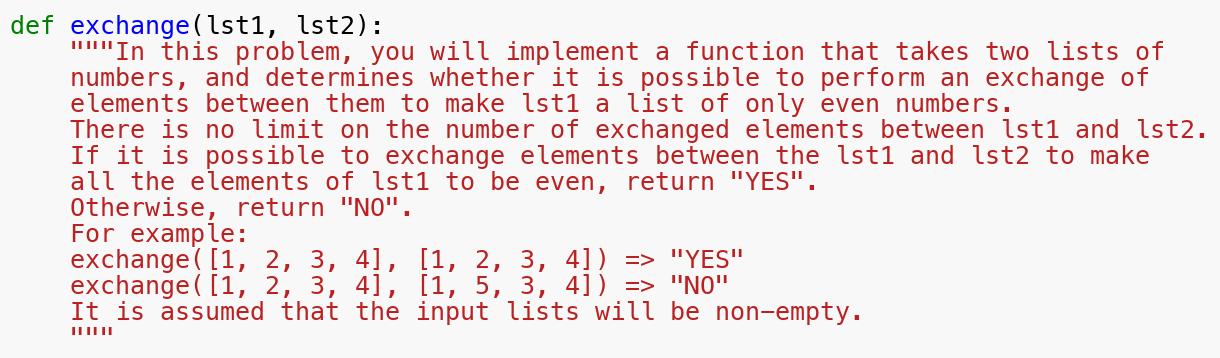 def exchange(lst1, lst2):
    """In this problem, you will implement a function that takes two lists of
    numbers, and determines whether it is possible to perform an exchange of
    elements between them to make lst1 a list of only even numbers.
    There is no limit on the number of exchanged elements between lst1 and lst2.
    If it is possible to exchange elements between the lst1 and lst2 to make
    all the elements of lst1 to be even, return "YES".
    Otherwise, return "NO".
    For example:
    exchange([1, 2, 3, 4], [1, 2, 3, 4]) => "YES"
    exchange([1, 2, 3, 4], [1, 5, 3, 4]) => "NO"
    It is assumed that the input lists will be non-empty.
    """